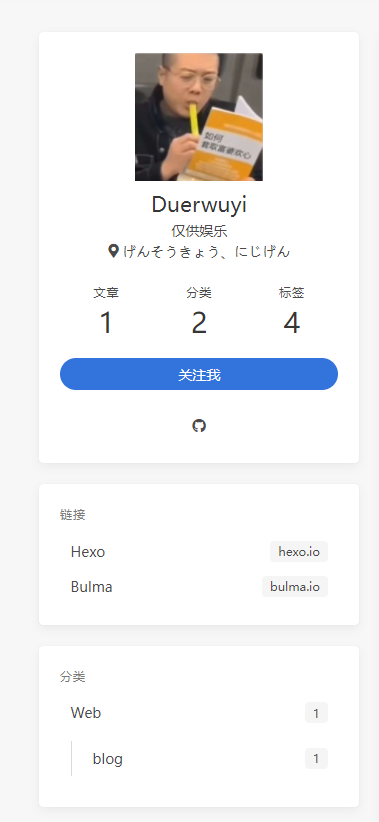 如何
套取富婆欢心
Duerwuyi
仅供娱乐
げんそうきょう、にじげん
文章 分类 标签
1 2 4
关注我
链接
Hexo hexo.io
Bulma bulma.io
分类
Web 1
blog 1